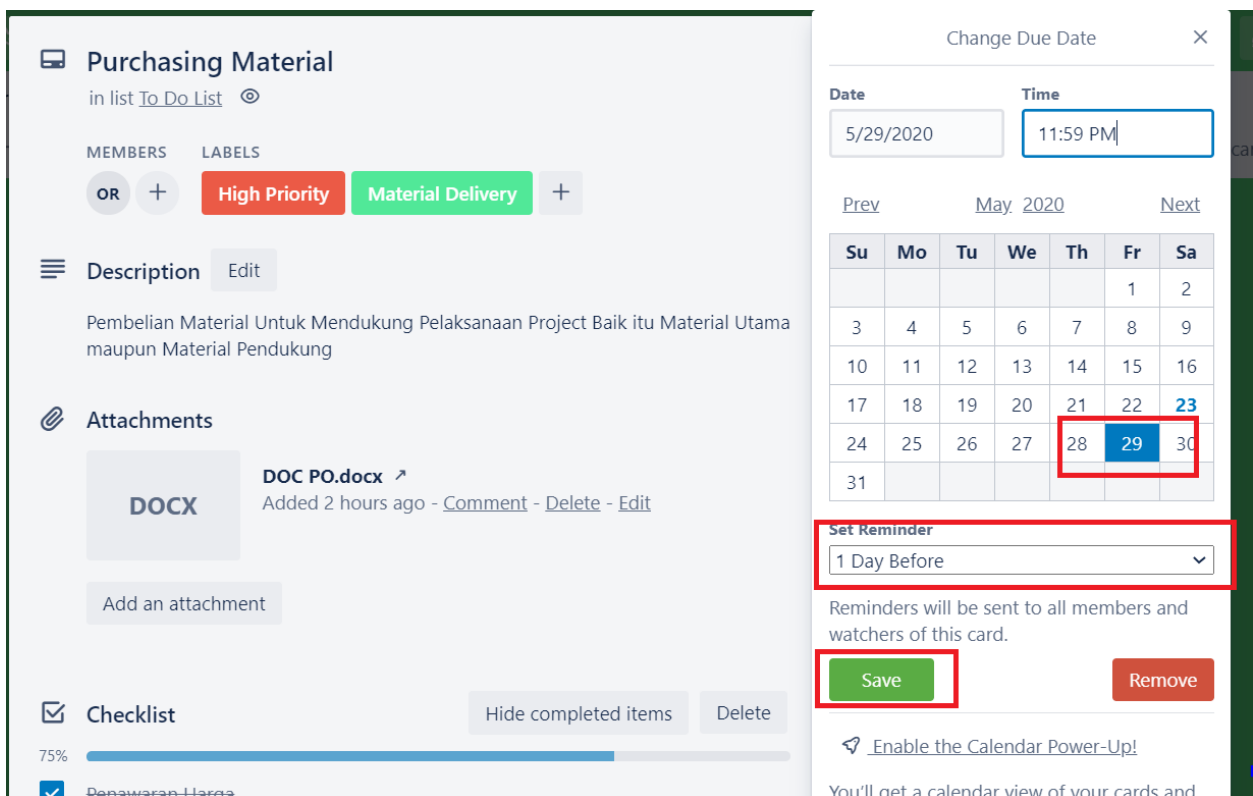 Purchasing Material
in list To Do List
MEMBERS LABELS
OR + High Priority Material Delivery +
Description Edit
Pembelian Material Untuk Mendukung Pelaksanaan Project Baik itu Material Utama
maupun Material Pendukung
Attachments
DOCX
DOC PO.docx ↗
Added 2 hours ago - Comment - Delete - Edit
Add an attachment
Checklist Hide completed items Delete
75%
Penawaran Harga
Change Due Date ×
Date Time
5/29/2020 11:59 PM
Prev May 2020 Next
Su Mo Tu We Th Fr Sa
1 2
3 4 5 6 7 8 9
10 11 12 13 14 15 16
17 18 19 20 21 22 23
24 25 26 27 28 29 30
31
Set Reminder
1 Day Before
Reminders will be sent to all members and
watchers of this card.
Save Remove
Enable the Calendar Power-Up!
You'll get a calendar view of your cards and